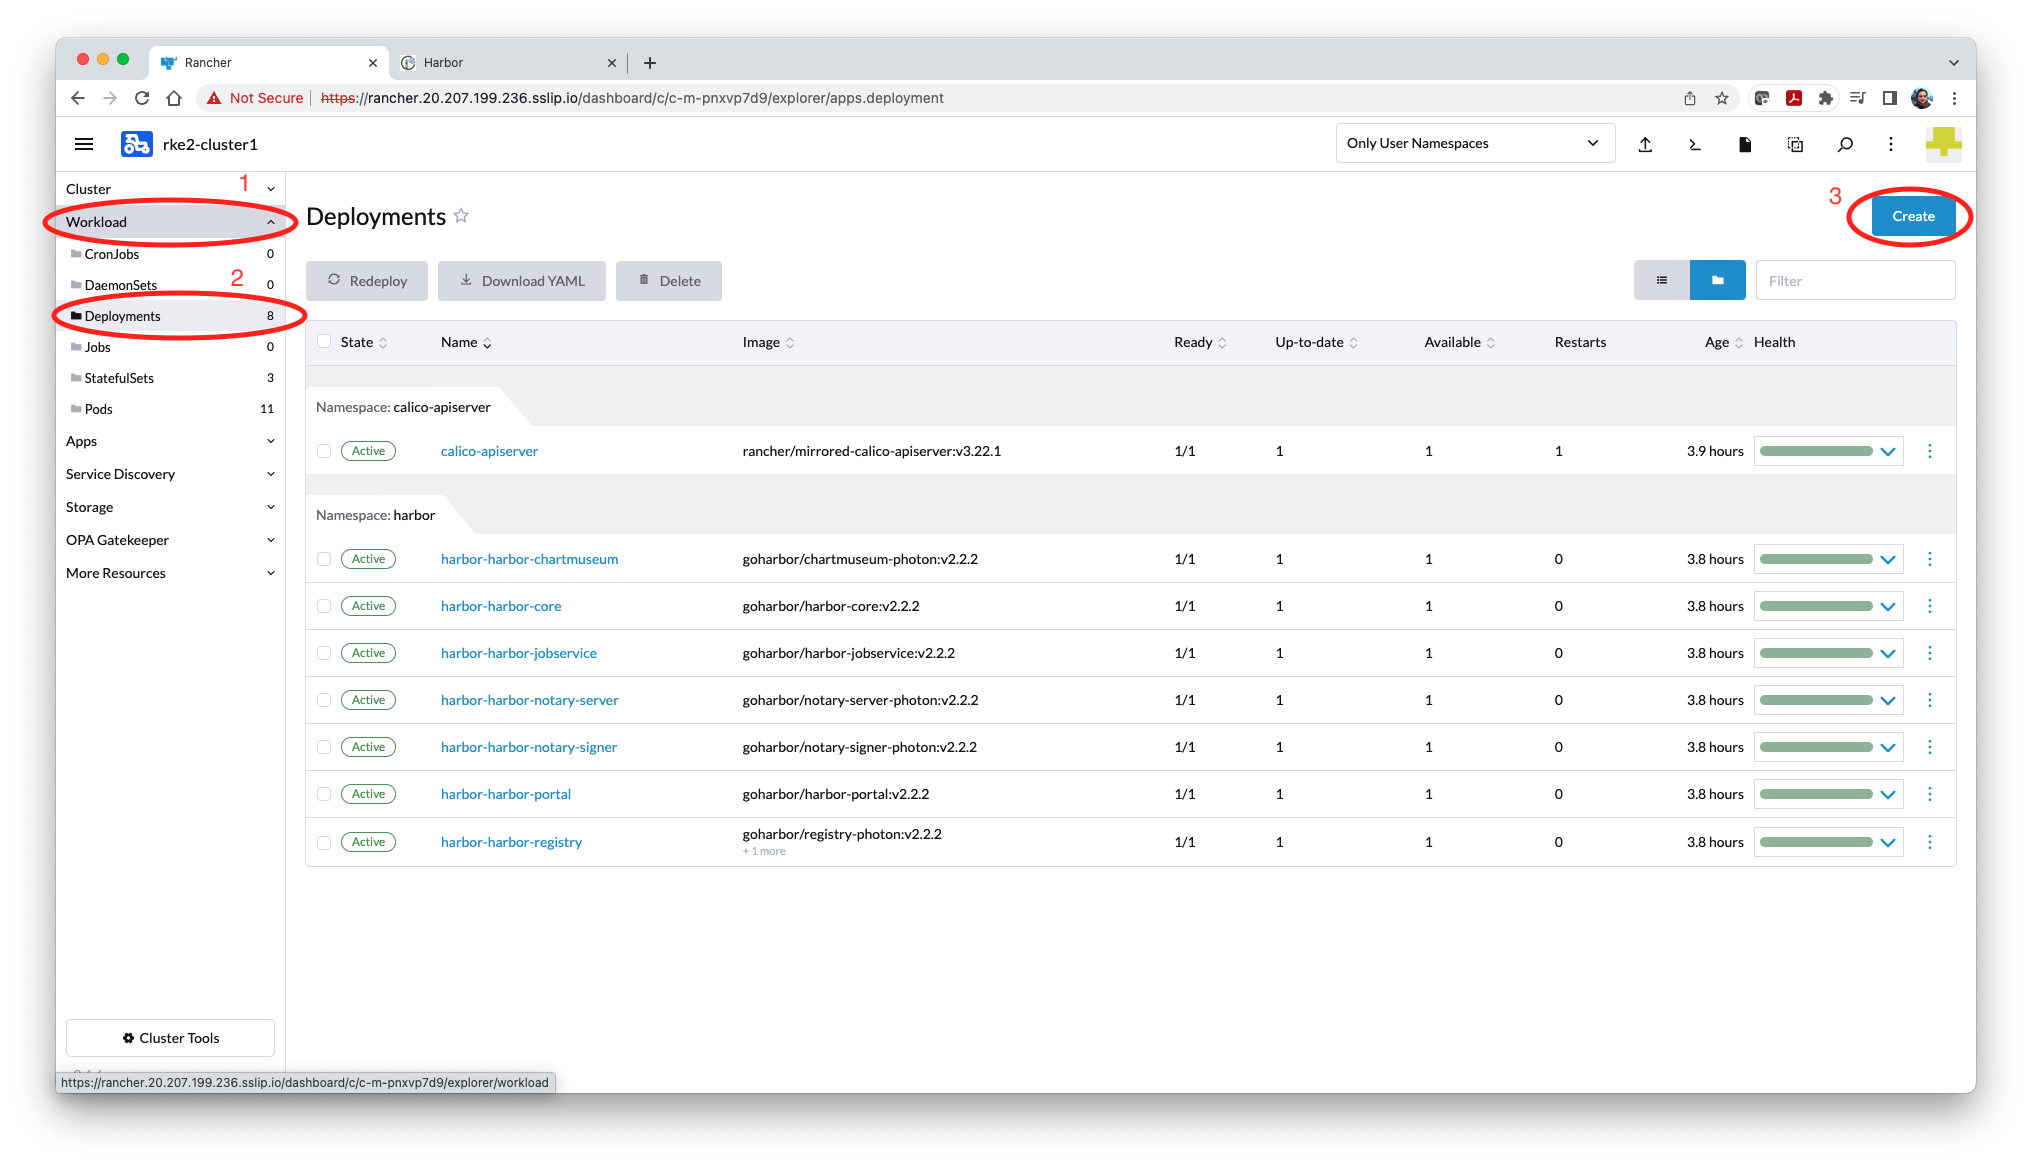 Rancher
Harbor
Not Secure
https://rancher.20.207.199.236.sslip.io/dashboard/c/c-m-pnxvp7d9/explorer/apps.deployment
rke2-cluster1
Only User Namespaces
Cluster
1
Workload
CronJobs 0
DaemonSets 0
2
Deployments 8
Jobs 0
StatefulSets 3
Pods 11
Apps
Service Discovery
Storage
OPA Gatekeeper
More Resources
Cluster Tools
https://rancher.20.207.199.236.sslip.io/dashboard/c/c-m-pnxvp7d9/explorer/workload
Deployments
3
Create
Redeploy Download YAML Delete
Filter
State Name Image Ready Up-to-date Available Restarts Age Health
Namespace: calico-apiserver
Active calico-apiserver rancher/mirrored-calico-apiserver:v3.22.1 1/1 1 1 1 3.9 hours
Namespace: harbor
Active harbor-harbor-chartmuseum goharbor/chartmuseum-photon:v2.2.2 1/1 1 1 0 3.8 hours
Active harbor-harbor-core goharbor/harbor-core:v2.2.2 1/1 1 1 0 3.8 hours
Active harbor-harbor-jobservice goharbor/harbor-jobservice:v2.2.2 1/1 1 1 0 3.8 hours
Active harbor-harbor-notary-server goharbor/notary-server-photon:v2.2.2 1/1 1 1 0 3.8 hours
Active harbor-harbor-notary-signer goharbor/notary-signer-photon:v2.2.2 1/1 1 1 0 3.8 hours
Active harbor-harbor-portal goharbor/harbor-portal:v2.2.2 1/1 1 1 0 3.8 hours
Active harbor-harbor-registry goharbor/registry-photon:v2.2.2 1/1 1 1 0 3.8 hours
+ 1 more